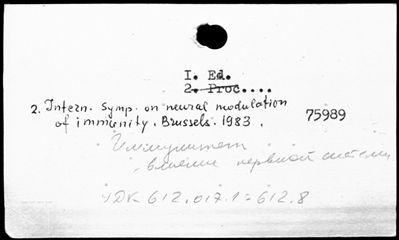 I. Ed.
2. Proc....
2. Intern. Symp. on neural modulation
of immunity. Brussels. 1983.
75989
Иммунитет
влияние нервной системы
УДК 612.017.1:612.8